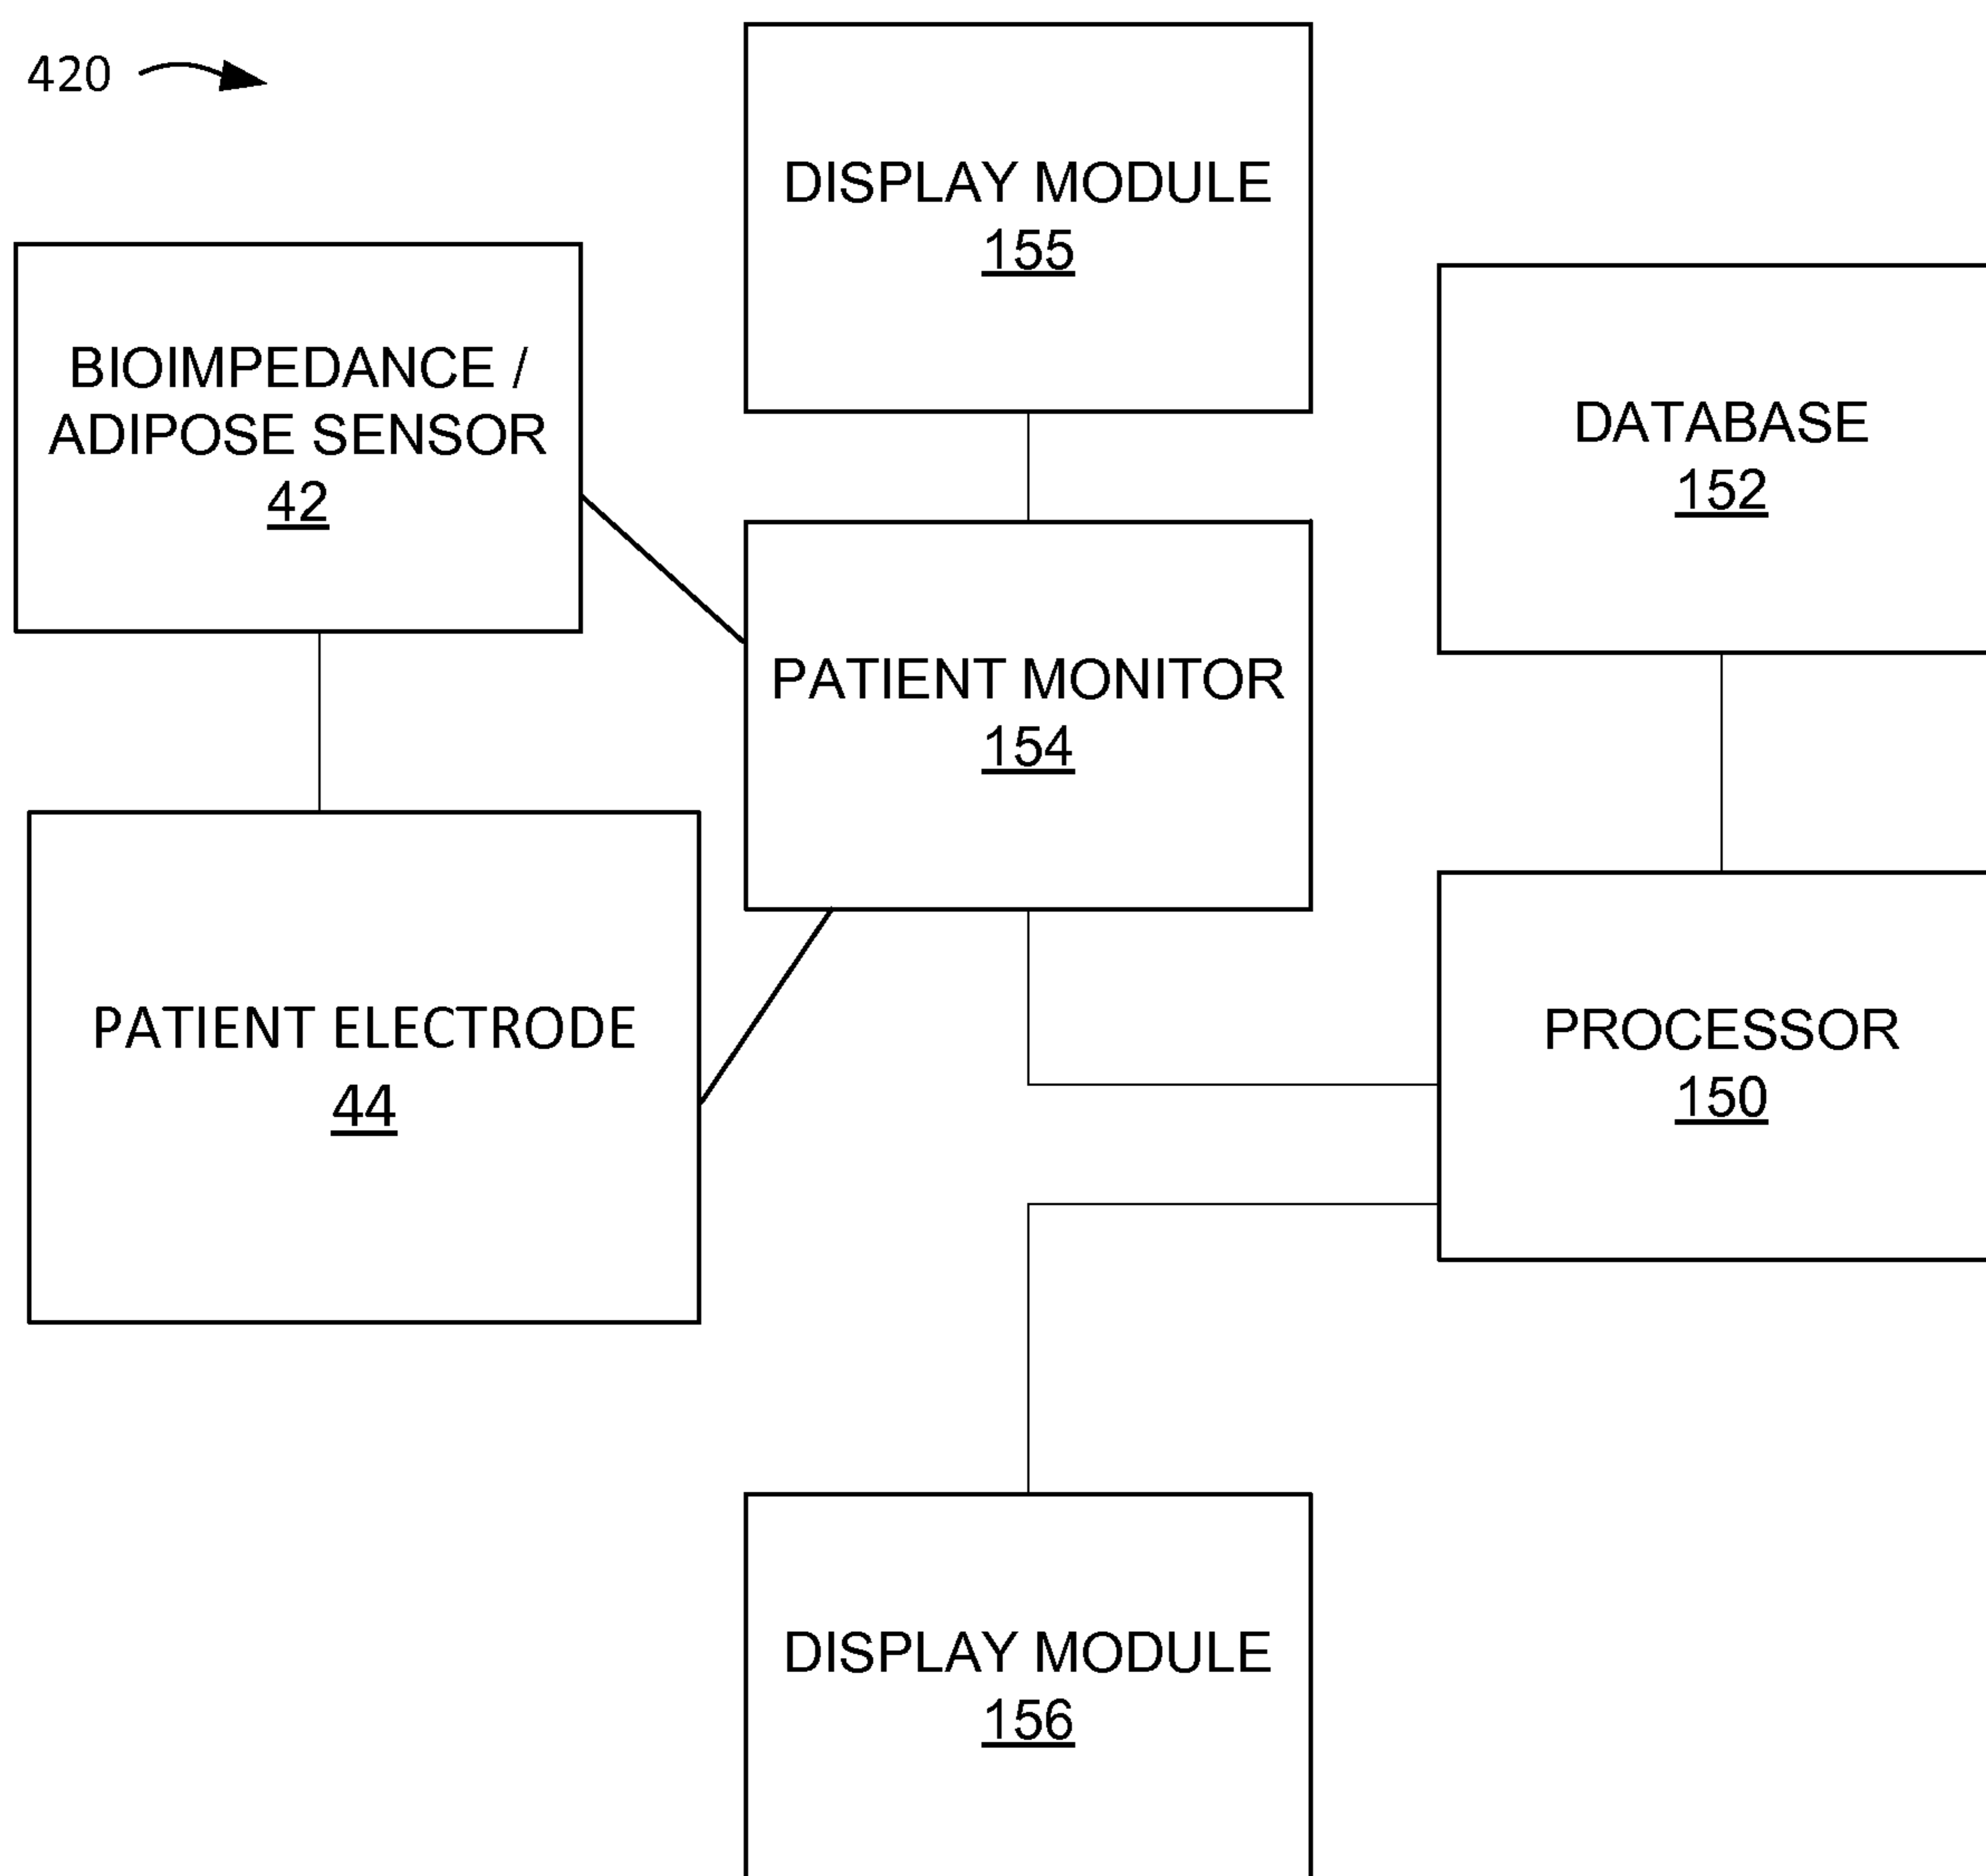 420
DISPLAY MODULE
155
BIOIMPEDANCE /
ADIPOSE SENSOR
42
DATABASE
152
PATIENT MONITOR
154
PATIENT ELECTRODE
44
PROCESSOR
150
DISPLAY MODULE
156